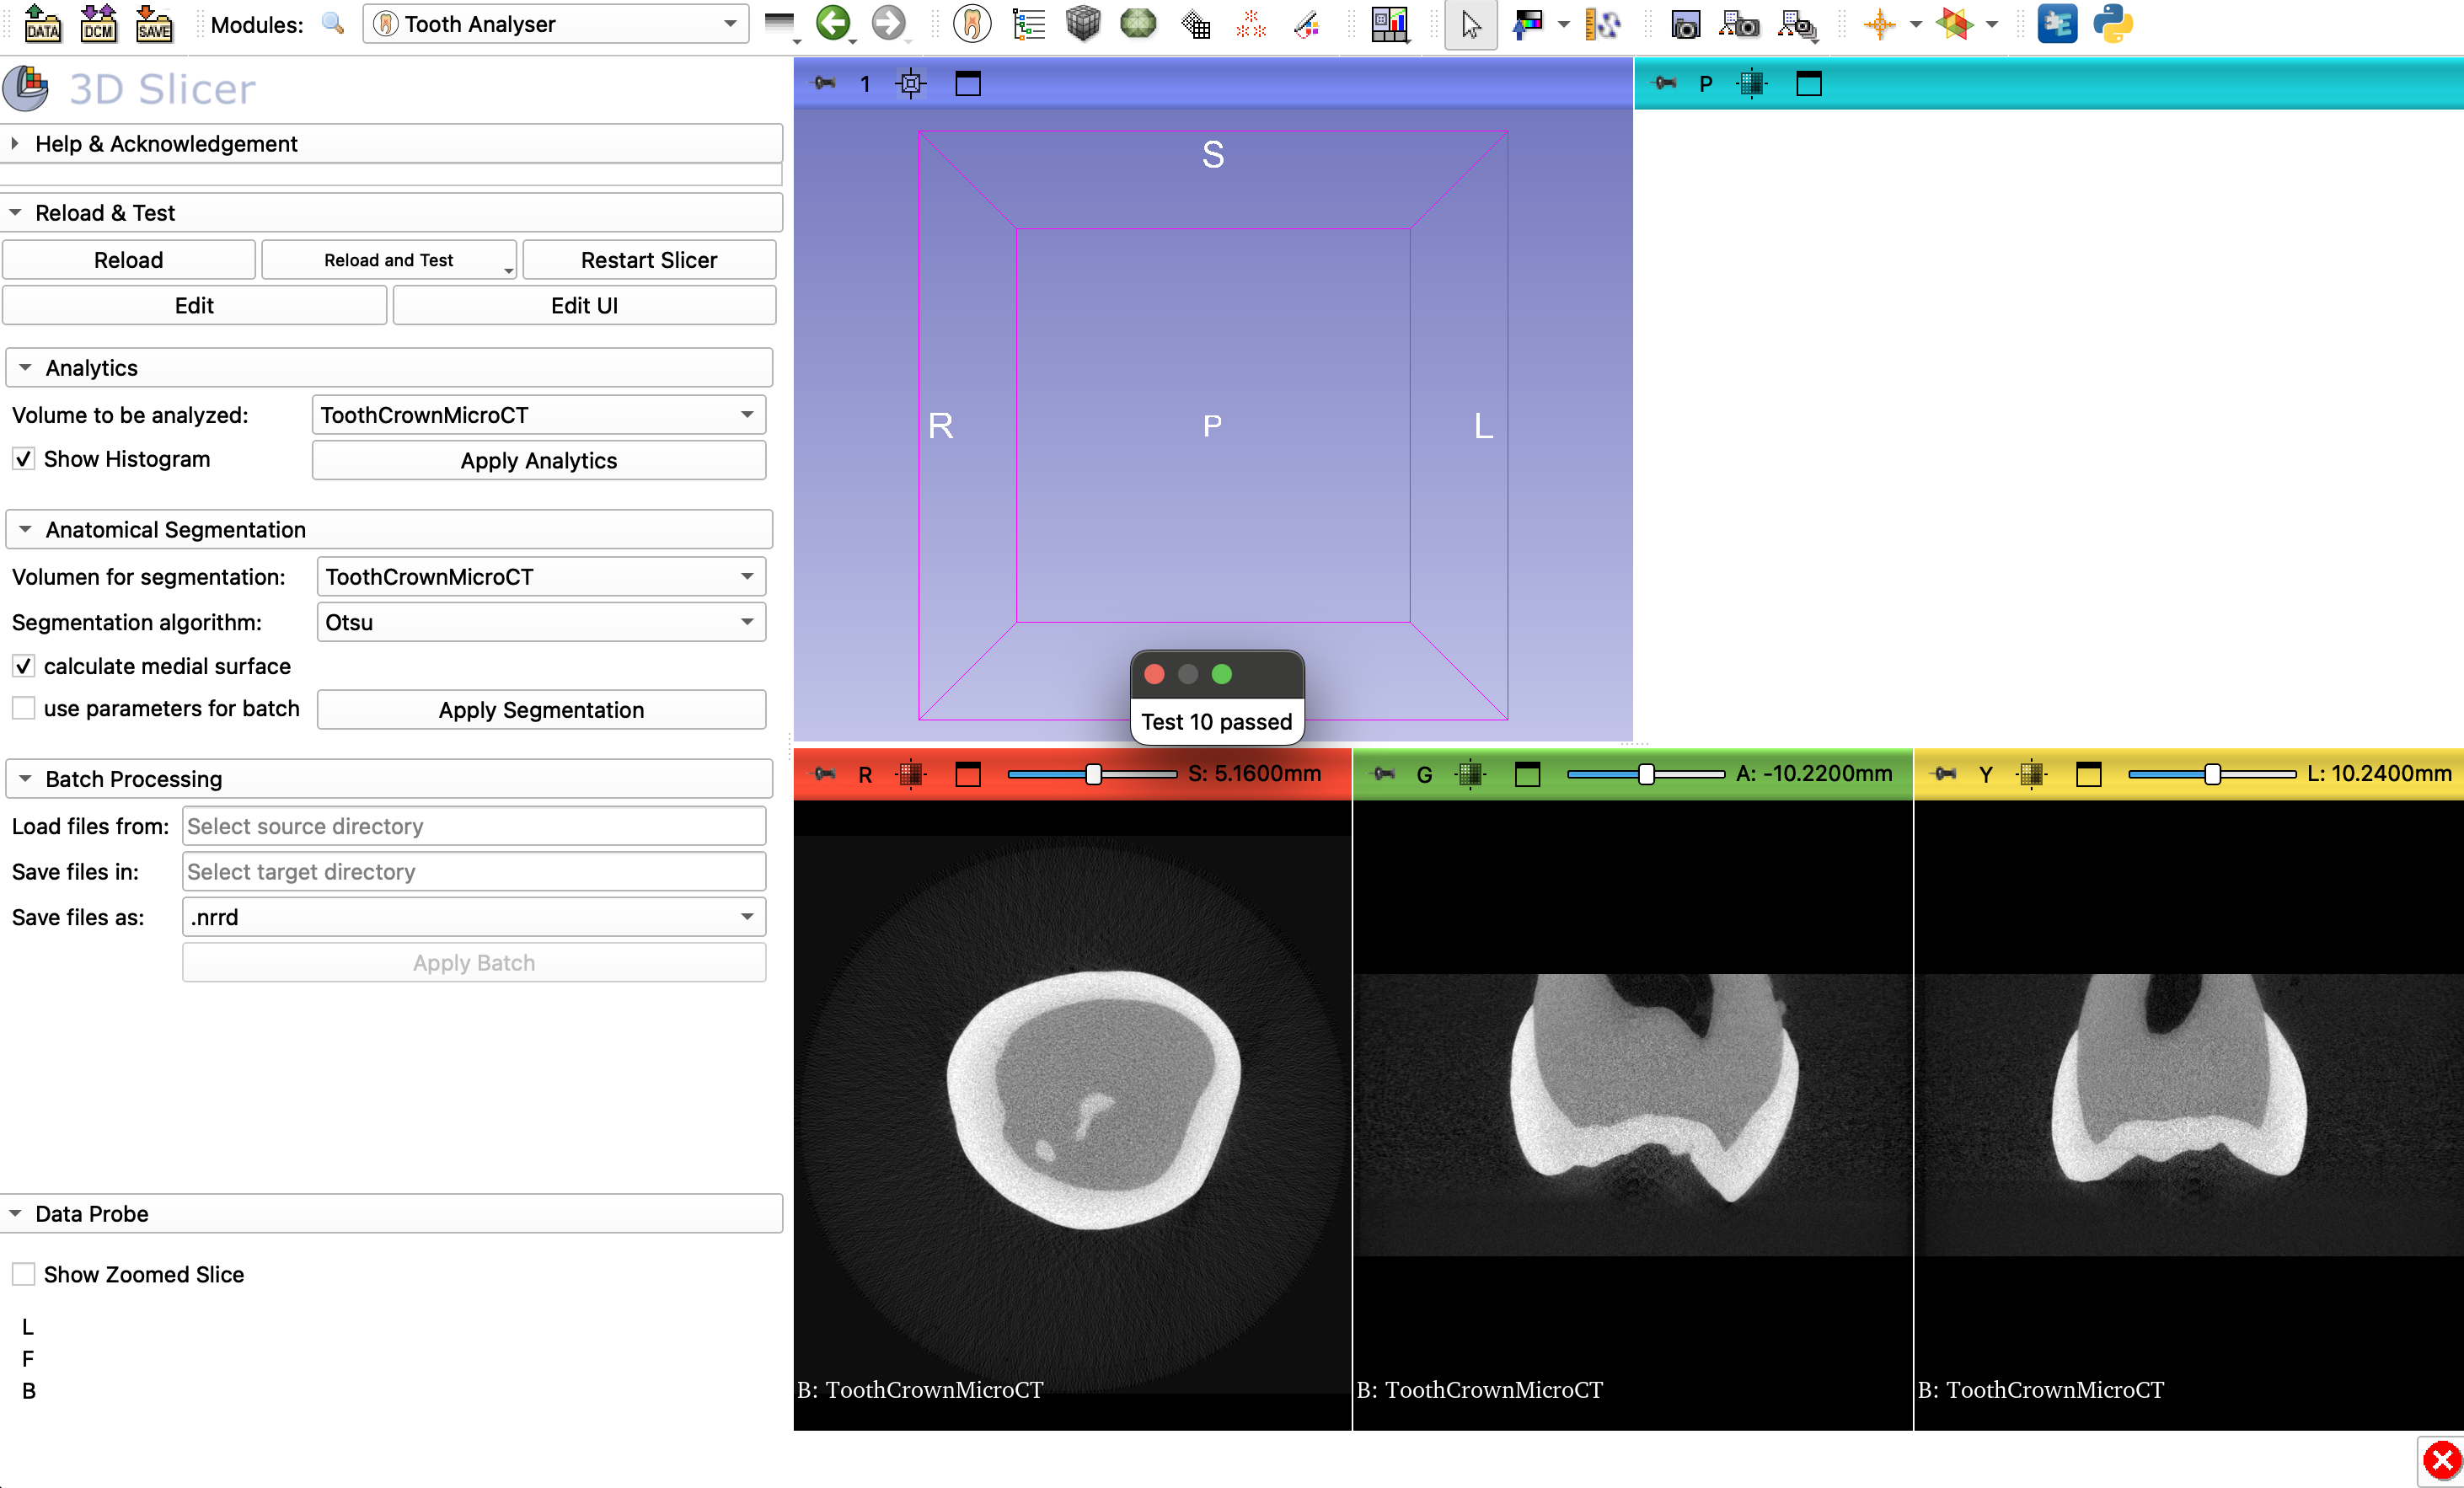 DATA DCM SAVE Modules: Tooth Analyser
3D Slicer
Help & Acknowledgement
Reload & Test
Reload Reload and Test Restart Slicer
Edit Edit UI
Analytics
Volume to be analyzed: ToothCrownMicroCT
Show Histogram Apply Analytics
Anatomical Segmentation
Volumen for segmentation: ToothCrownMicroCT
Segmentation algorithm: Otsu
calculate medial surface
use parameters for batch Apply Segmentation
Batch Processing
Load files from: Select source directory
Save files in: Select target directory
Save files as: .nrrd
Apply Batch
Data Probe
Show Zoomed Slice
L
F
B
1
S
R P L
P
Test 10 passed
R S: 5.1600mm
B: ToothCrownMicroCT
G A: -10.2200mm
B: ToothCrownMicroCT
Y L: 10.2400mm
B: ToothCrownMicroCT